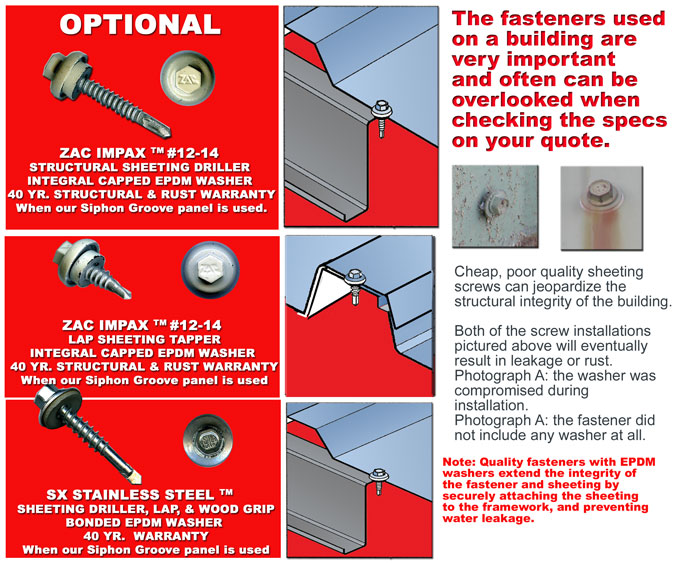 OPTIONAL
ZAC
ZAC IMPAX ™ #12-14
STRUCTURAL SHEETING DRILLER
INTEGRAL CAPPED EPDM WASHER
40 YR. STRUCTURAL & RUST WARRANTY
When our Siphon Groove panel is used.
ZAC
ZAC IMPAX ™ #12-14
LAP SHEETING TAPPER
INTEGRAL CAPPED EPDM WASHER
40 YR. STRUCTURAL & RUST WARRANTY
When our Siphon Groove panel is used
SX STAINLESS STEEL ™
SHEETING DRILLER, LAP, & WOOD GRIP
BONDED EPDM WASHER
40 YR. WARRANTY
When our Siphon Groove panel is used
The fasteners used
on a building are
very important
and often can be
overlooked when
checking the specs
on your quote.
Cheap, poor quality sheeting
screws can jeopardize the
structural integrity of the building.
Both of the screw installations
pictured above will eventually
result in leakage or rust.
Photograph A: the washer was
compromised during
installation.
Photograph A: the fastener did
not include any washer at all.
Note: Quality fasteners with EPDM
washers extend the integrity of
the fastener and sheeting by
securely attaching the sheeting
to the framework, and preventing
water leakage.